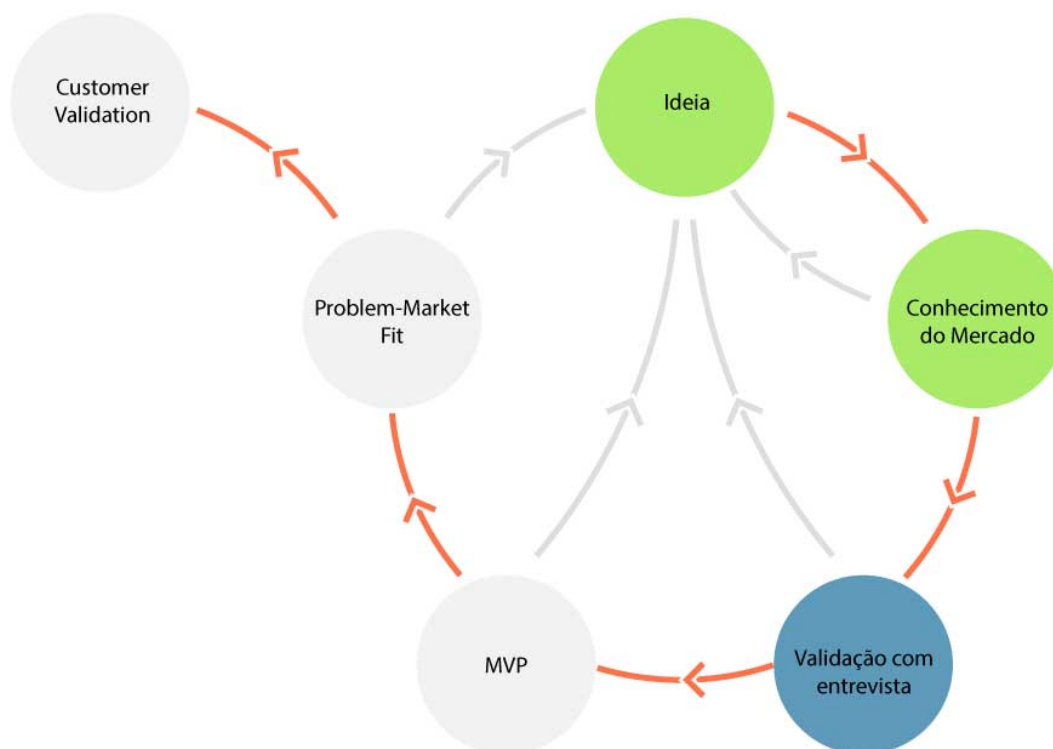 Customer
Validation
Ideia
Problem-Market
Fit
Conhecimento
do Mercado
MVP
Validação com
entrevista